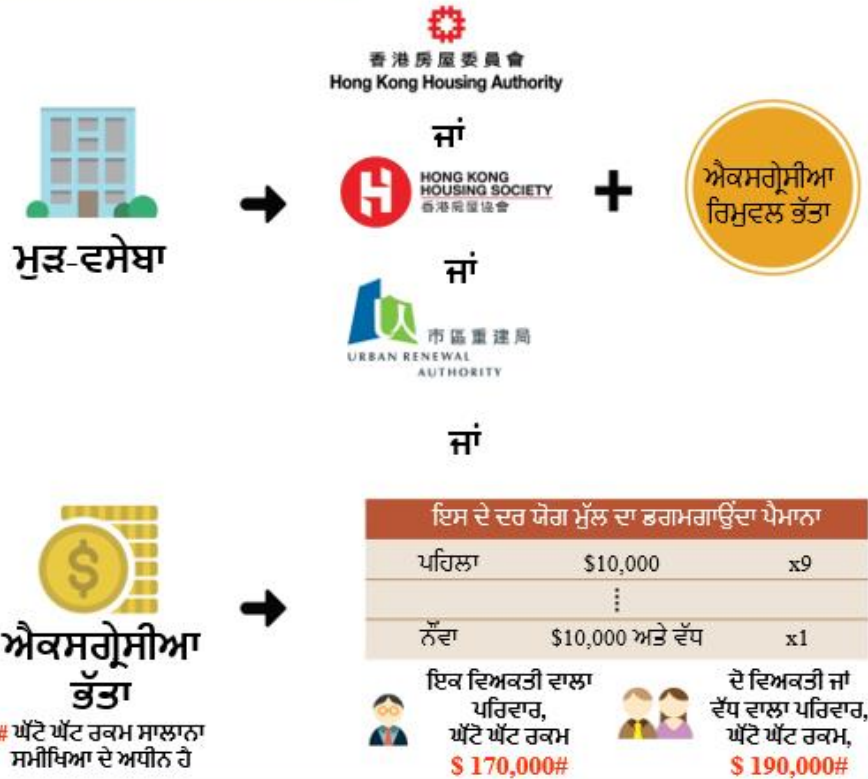 香港房屋委員會
Hong Kong Housing Authority
ਜਾਂ
HONG KONG
HOUSING SOCIETY
香港房屋協會
+
ਐਕਸਗ੍ਰੇਸੀਆ
ਰਿਮੁਵਲ ਭੱਤਾ
ਮੁੜ-ਵਸੇਬਾ
ਜਾਂ
市區重建局
URBAN RENEWAL
AUTHORITY
ਜਾਂ
$
ਐਕਸਗ੍ਰੇਸੀਆ
ਭੱਤਾ
# ਘੱਟੋ ਘੱਟ ਰਕਮ ਸਾਲਾਨਾ
ਸਮੀਖਿਆ ਦੇ ਅਧੀਨ ਹੈ
ਇਸ ਦੇ ਦਰ ਯੋਗ ਮੁੱਲ ਦਾ ਡਗਮਗਾਉਂਦਾ ਪੈਮਾਨਾ
ਪਹਿਲਾ $10,000 x9
ਨੌਂਵਾ $10,000 ਅਤੇ ਵੱਧ x1
ਇਕ ਵਿਅਕਤੀ ਵਾਲਾ
ਪਰਿਵਾਰ,
ਘੱਟੋ ਘੱਟ ਰਕਮ
$ 170,000#
ਦੋ ਵਿਅਕਤੀ ਜਾਂ
ਵੱਧ ਵਾਲਾ ਪਰਿਵਾਰ,
ਘੱਟੋ ਘੱਟ ਰਕਮ,
$ 190,000#